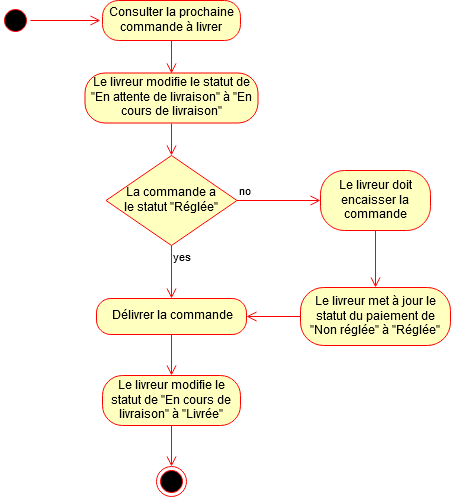 Consulter la prochaine
commande à livrer
Le livreur modifie le statut de
"En attente de livraison" à "En
cours de livraison"
La commande a
le statut "Réglée"
no
Le livreur doit
encaisser la
commande
yes
Le livreur met à jour le
statut du paiement de
"Non réglée" à "Réglée"
Délivrer la commande
Le livreur modifie le
statut de "En cours de
livraison" à "Livrée"